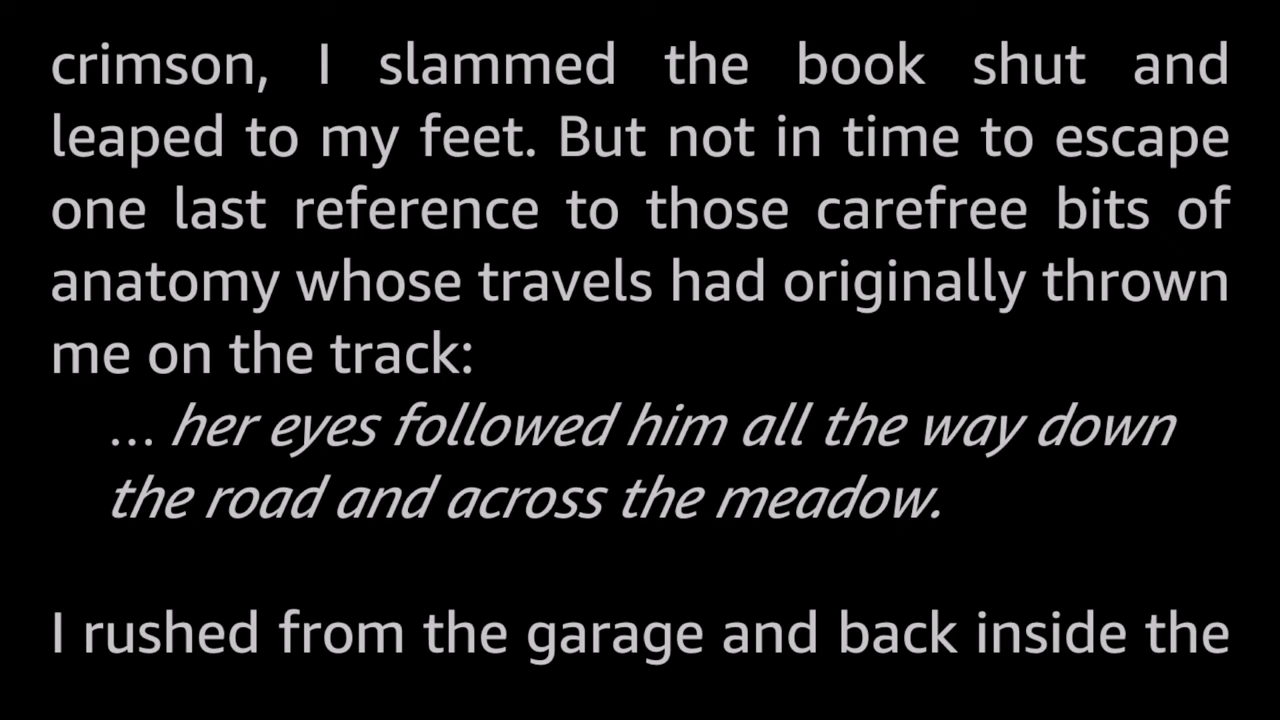 crimson, I slammed the book shut and
leaped to my feet. But not in time to escape
one last reference to those carefree bits of
anatomy whose travels had originally thrown
me on the track:
... her eyes followed him all the way down
the road and across the meadow.
I rushed from the garage and back inside the